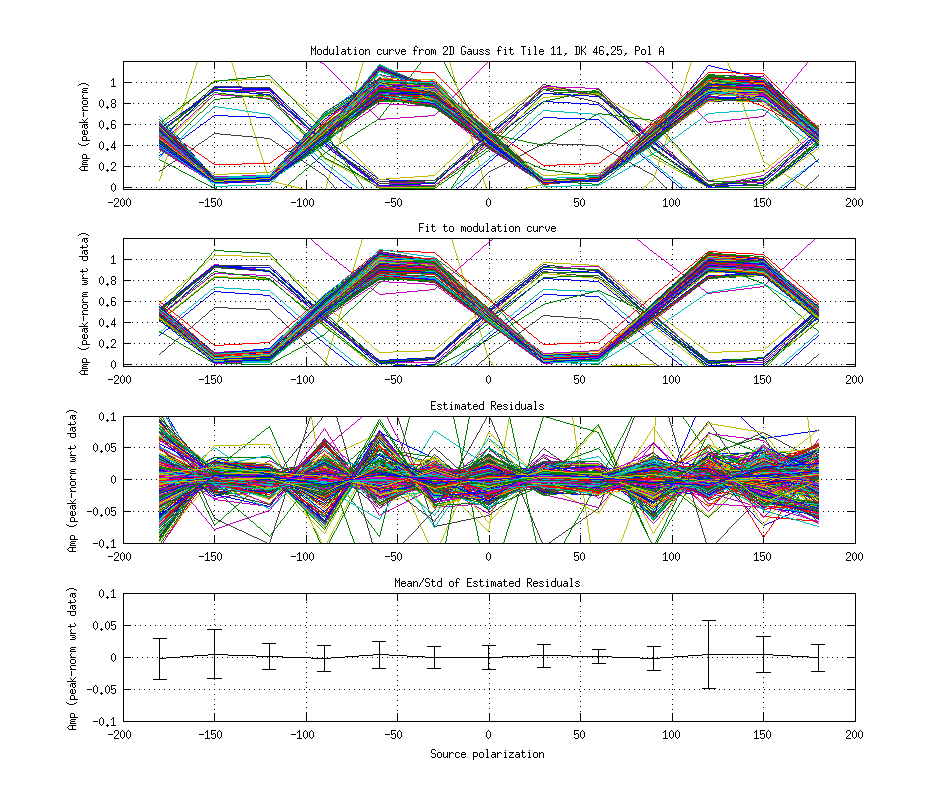 Modulation curve from 2D Gauss fit Tile 11, DK 46.25, Pol A
Amp (peak-norm)
1
0.8
0.6
0.4
0.2
0
-200 -150 -100 -50 0 50 100 150 200
Fit to modulation curve
Amp (peak-norm wrt data)
1
0.8
0.6
0.4
0.2
0
-200 -150 -100 -50 0 50 100 150 200
Estimated Residuals
Amp (peak-norm wrt data)
0.1
0.05
0
-0.05
-0.1
-200 -150 -100 -50 0 50 100 150 200
Mean/Std of Estimated Residuals
Amp (peak-norm wrt data)
0.1
0.05
0
-0.05
-0.1
-200 -150 -100 -50 0 50 100 150 200
Source polarization